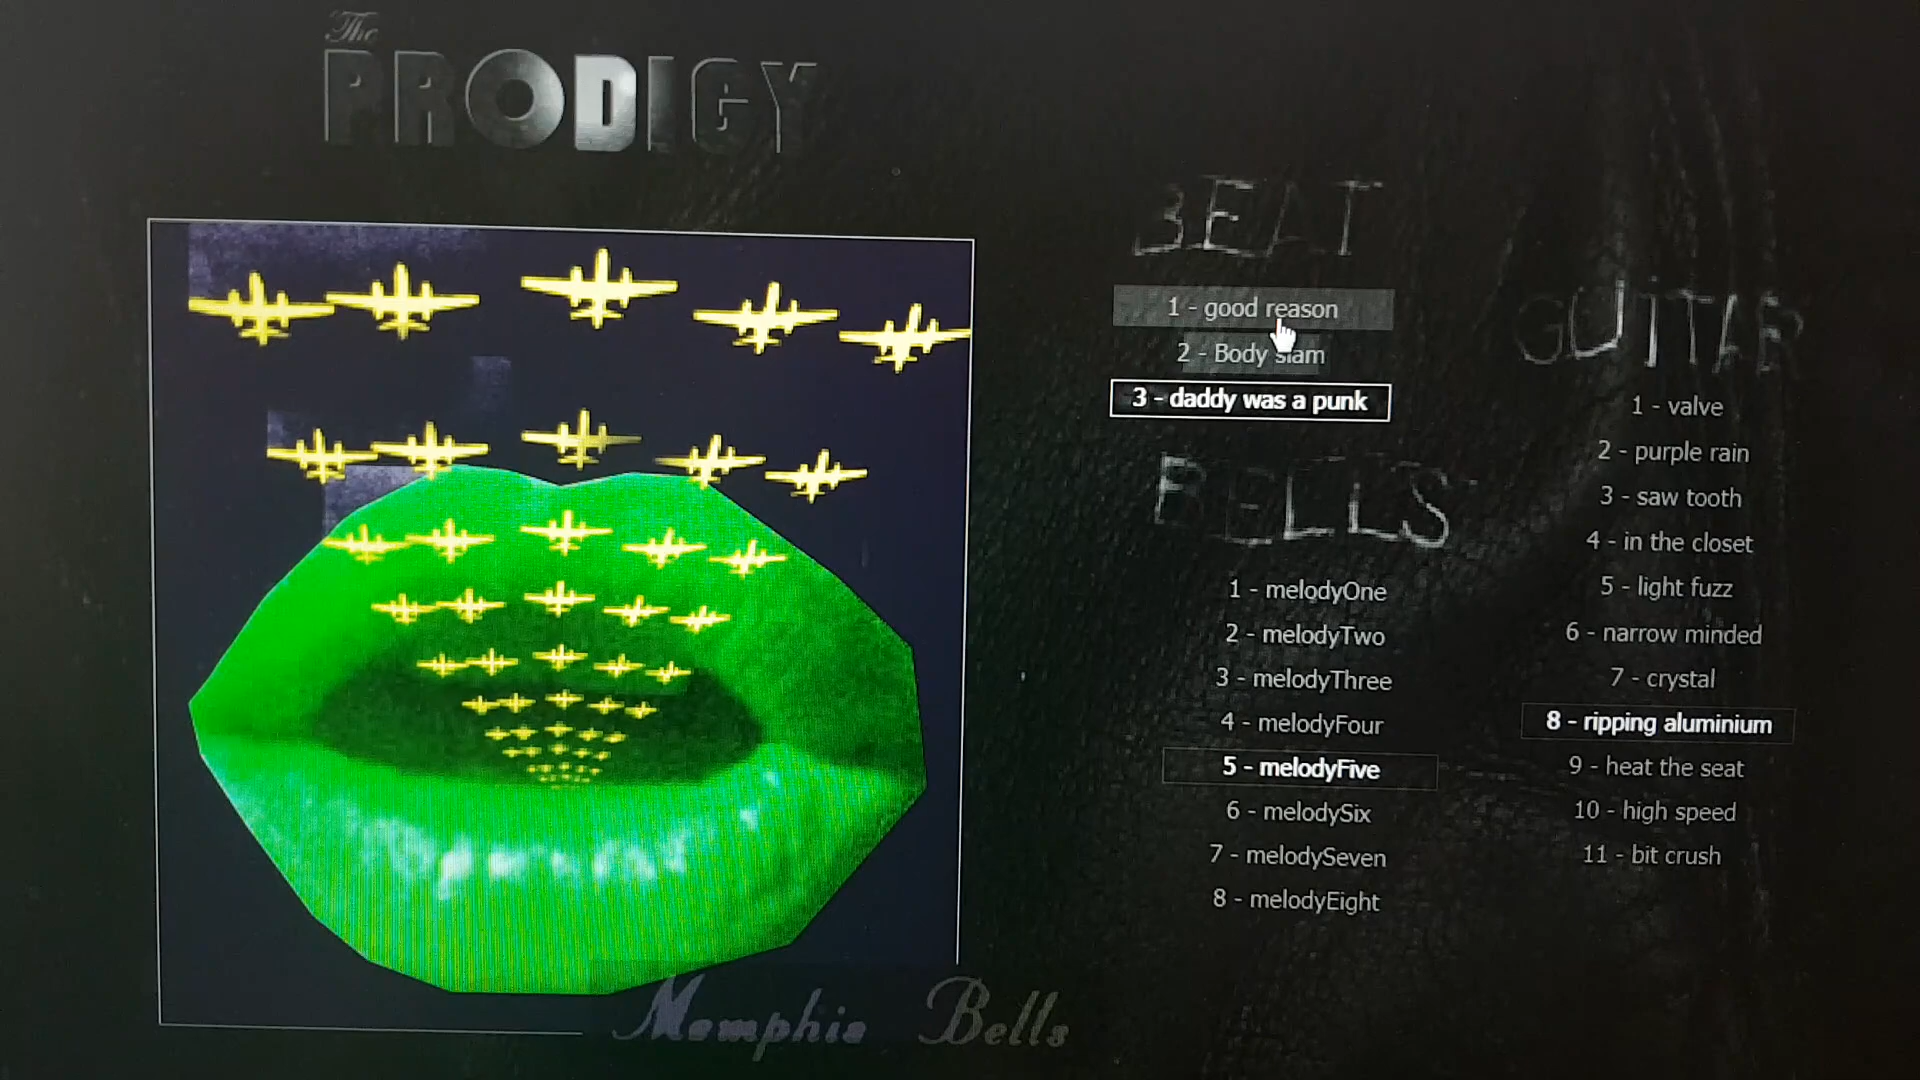 The
PRODIGY
BEAT
1 - good reason
2 - Body slam
3 - daddy was a punk
BELLS
1 - melodyOne
2 - melodyTwo
3 - melodyThree
4 - melodyFour
5 - melodyFive
6 - melodySix
7 - melodySeven
8 - melodyEight
GUITAR
1 - valve
2 - purple rain
3 - saw tooth
4 - in the closet
5 - light fuzz
6 - narrow minded
7 - crystal
8 - ripping aluminium
9 - heat the seat
10 - high speed
11 - bit crush
Memphis Bells